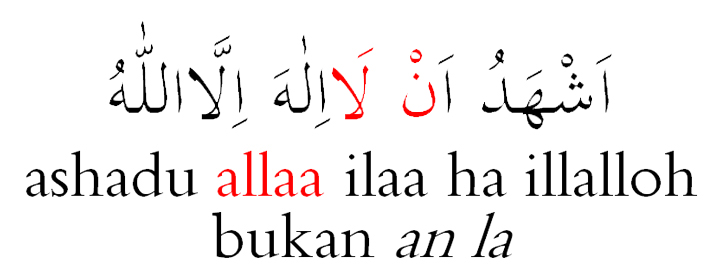 اَشْهَدُ اَنْ لَااِلٰهَ اِلَّااللّٰهُ
ashadu allaa ilaa ha illalloh
bukan an la